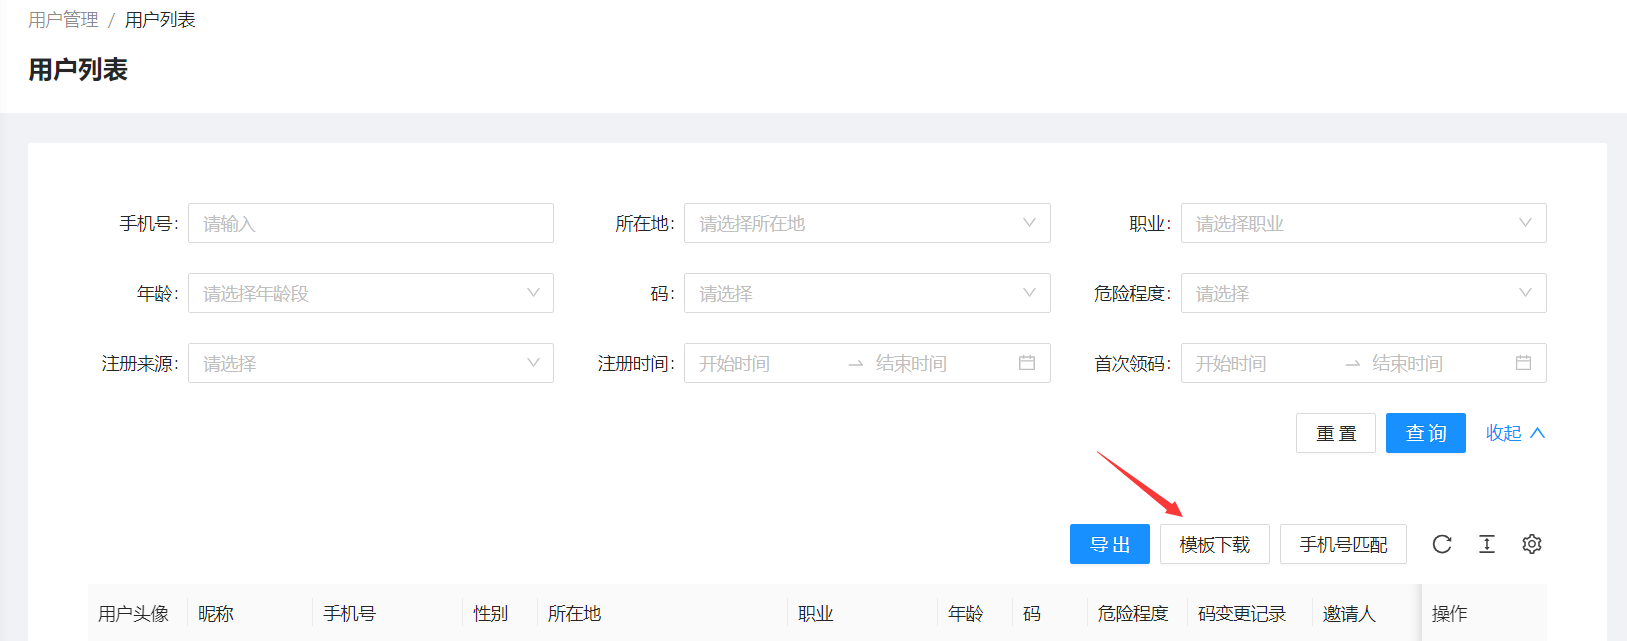 用户管理 / 用户列表
用户列表
手机号: 请输入 所在地: 请选择所在地 职业: 请选择职业
年龄: 请选择年龄段 码: 请选择 危险程度: 请选择
注册来源: 请选择 注册时间: 开始时间 → 结束时间 首次领码: 开始时间 → 结束时间
重置 查询 收起
导出 模板下载 手机号匹配
用户头像 昵称 手机号 性别 所在地 职业 年龄 码 危险程度 码变更记录 邀请人 操作